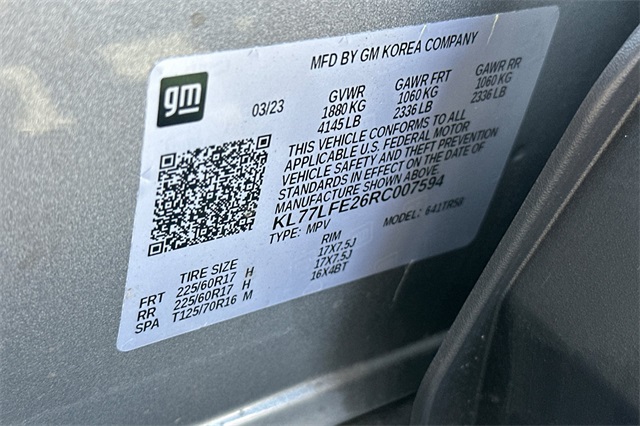 MFD BY GM KOREA COMPANY
gm
03/23
GVWR GAWR FRT GAWR RR
1880 KG 1060 KG 1060 KG
4145 LB 2336 LB 2336 LB
THIS VEHICLE CONFORMS TO ALL
APPLICABLE U.S. FEDERAL MOTOR
VEHICLE SAFETY AND THEFT PREVENTION
STANDARDS IN EFFECT ON THE DATE OF
MANUFACTURE SHOWN ABOVE.
KL77LFE26RC007594
TYPE: MPV MODEL: 641TR58
TIRE SIZE RIM
FRT 225/60R17 H 17X7.5J
RR 225/60R17 H 17X7.5J
SPA T125/70R16 M 16X4BT